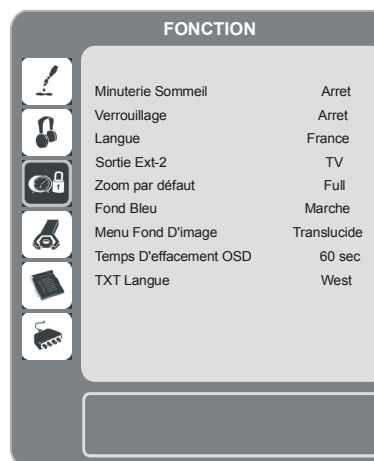 FONCTION
Minuterie Sommeil Arret
Verrouillage Arret
Langue France
Sortie Ext-2 TV
Zoom par défaut Full
Fond Bleu Marche
Menu Fond D'image Translucide
Temps D'effacement OSD 60 sec
TXT Langue West